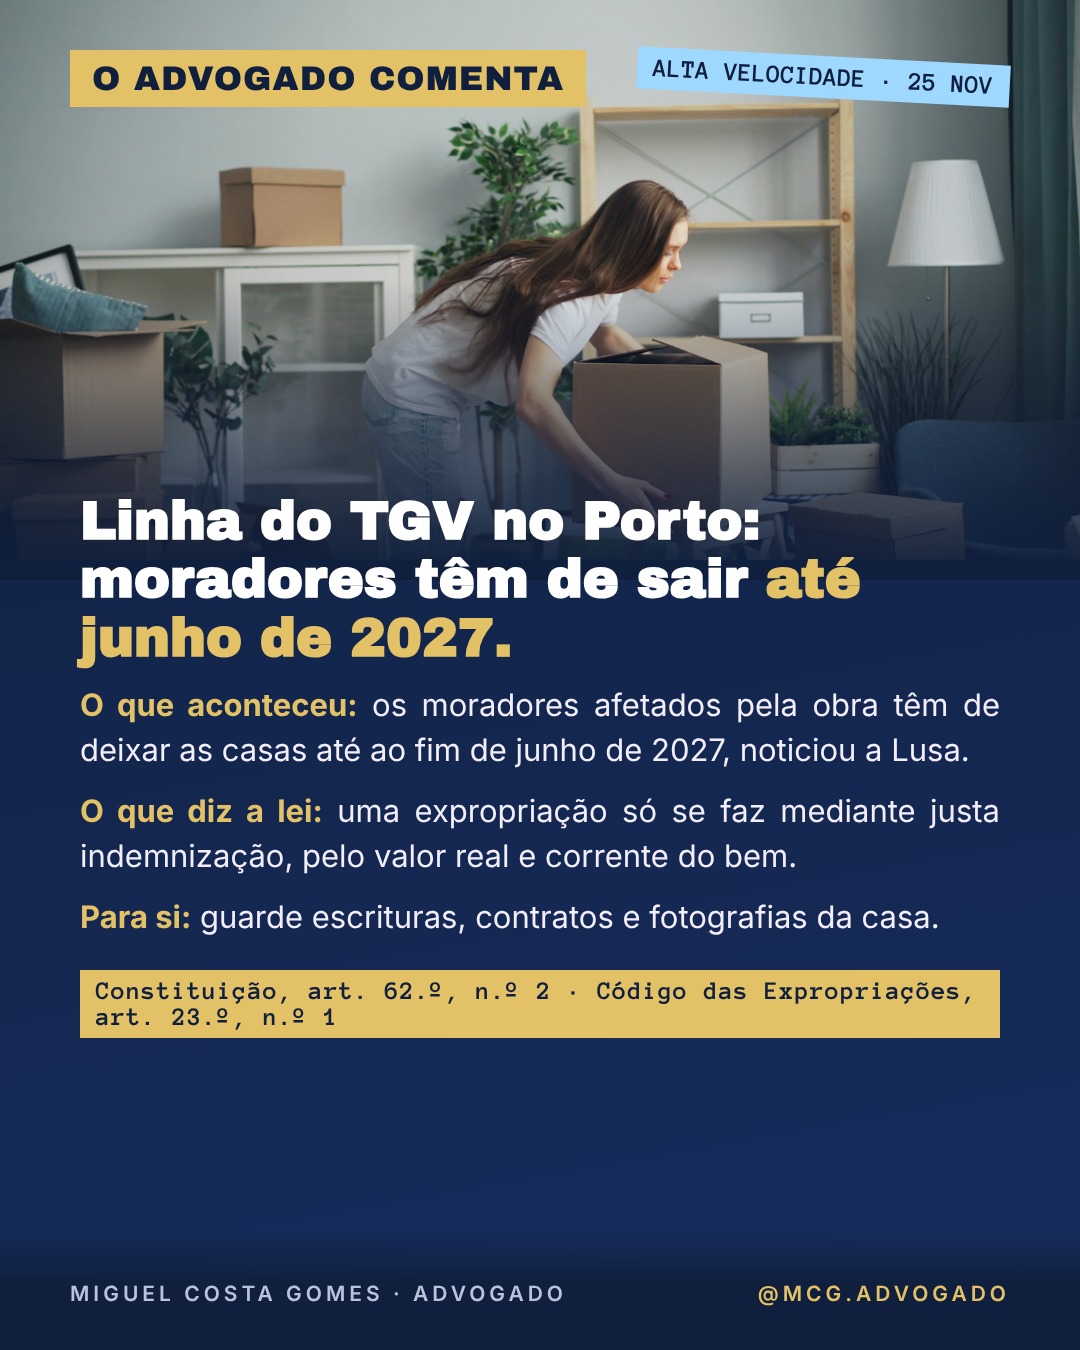 O ADVOGADO COMENTA
ALTA VELOCIDADE · 25 NOV
Linha do TGV no Porto:
moradores têm de sair até
junho de 2027.
O que aconteceu: os moradores afetados pela obra têm de
deixar as casas até ao fim de junho de 2027, noticiou a Lusa.
O que diz a lei: uma expropriação só se faz mediante justa
indemnização, pelo valor real e corrente do bem.
Para si: guarde escrituras, contratos e fotografias da casa.
Constituição, art. 62.º, n.º 2 · Código das Expropriações,
art. 23.º, n.º 1
MIGUEL COSTA GOMES · ADVOGADO
@MCG.ADVOGADO